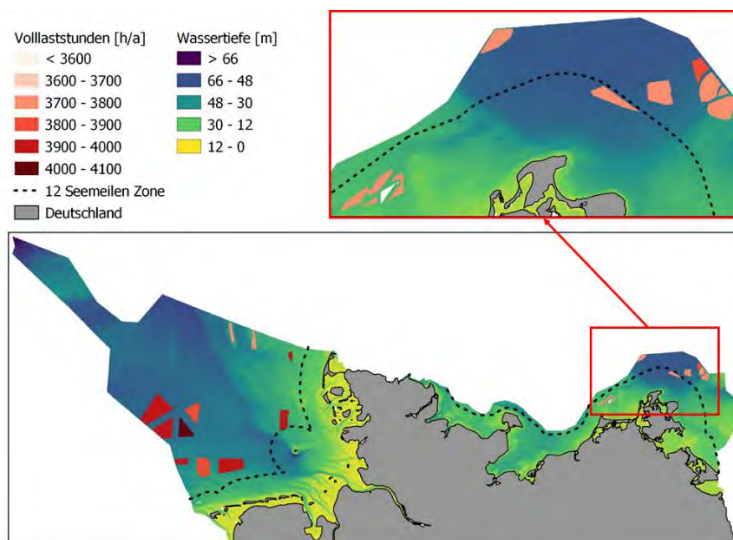 Volllaststunden [h/a]
< 3600
3600 - 3700
3700 - 3800
3800 - 3900
3900 - 4000
4000 - 4100
12 Seemeilen Zone
Deutschland
Wassertiefe [m]
> 66
66 - 48
48 - 30
30 - 12
12 - 0